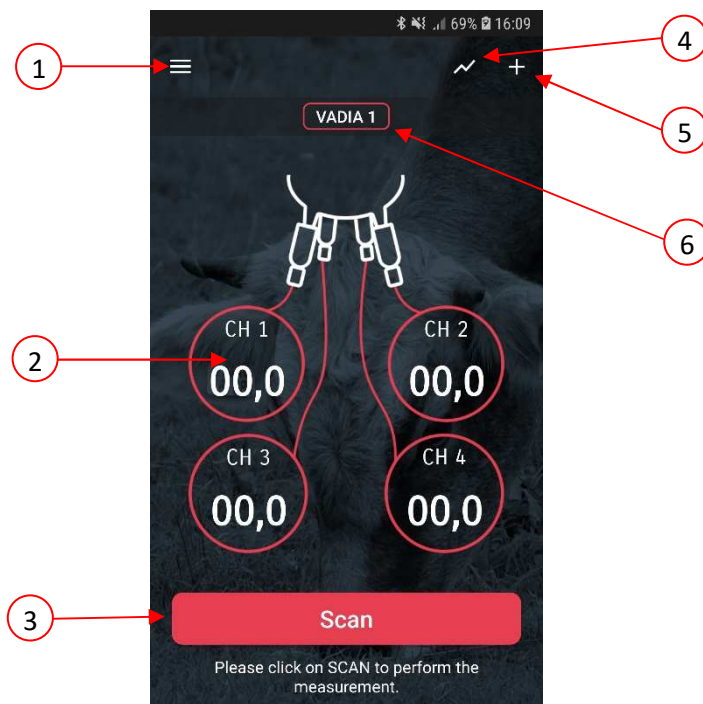 69% 16:09
1
4
5
VADIA 1
6
CH 1
00,0
CH 2
00,0
2
CH 3
00,0
CH 4
00,0
3
Scan
Please click on SCAN to perform the
measurement.